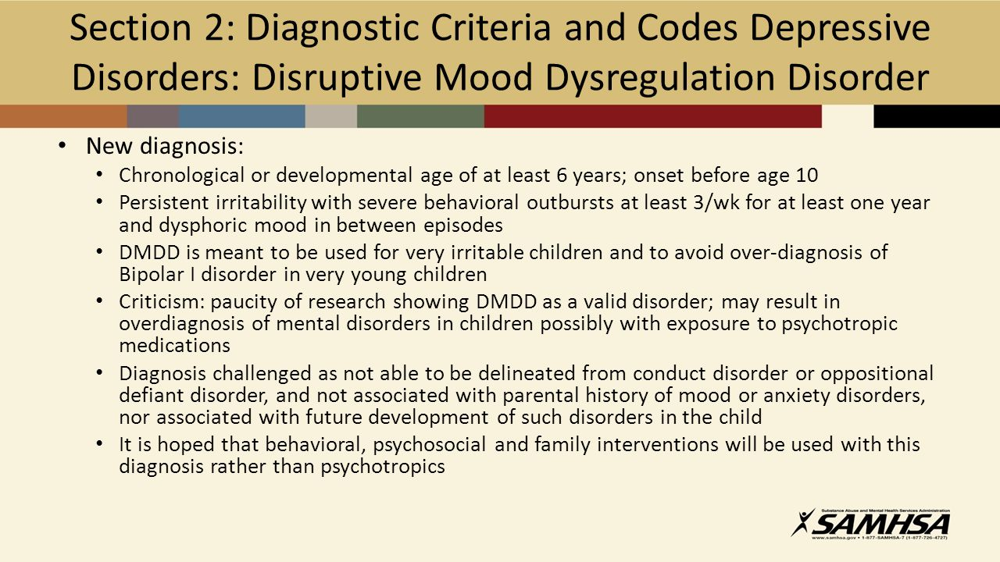 Section 2: Diagnostic Criteria and Codes Depressive
Disorders: Disruptive Mood Dysregulation Disorder
• New diagnosis:
• Chronological or developmental age of at least 6 years; onset before age 10
• Persistent irritability with severe behavioral outbursts at least 3/wk for at least one year
and dysphoric mood in between episodes
• DMDD is meant to be used for very irritable children and to avoid over-diagnosis of
Bipolar I disorder in very young children
• Criticism: paucity of research showing DMDD as a valid disorder; may result in
overdiagnosis of mental disorders in children possibly with exposure to psychotropic
medications
• Diagnosis challenged as not able to be delineated from conduct disorder or oppositional
defiant disorder, and not associated with parental history of mood or anxiety disorders,
nor associated with future development of such disorders in the child
• It is hoped that behavioral, psychosocial and family interventions will be used with this
diagnosis rather than psychotropics
Substance Abuse and Mental Health Services Administration
SAMHSA
www.samhsa.gov • 1-877-SAMHSA-7 (1-877-726-4727)